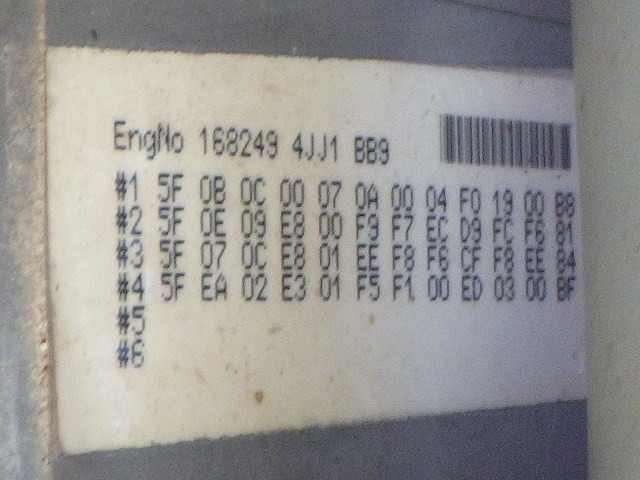 EngNo 168249 4JJ1 BB9
#1 5F 0B 0C 00 07 0A 00 04 F0 19 00 B8
#2 5F 0E 09 E8 00 F9 F7 EC D9 FC F6 81
#3 5F 07 0C E8 01 EE F8 F6 CF F8 EE 84
#4 5F EA 02 E3 01 F5 F1 00 ED 03 00 BF
#5
#6